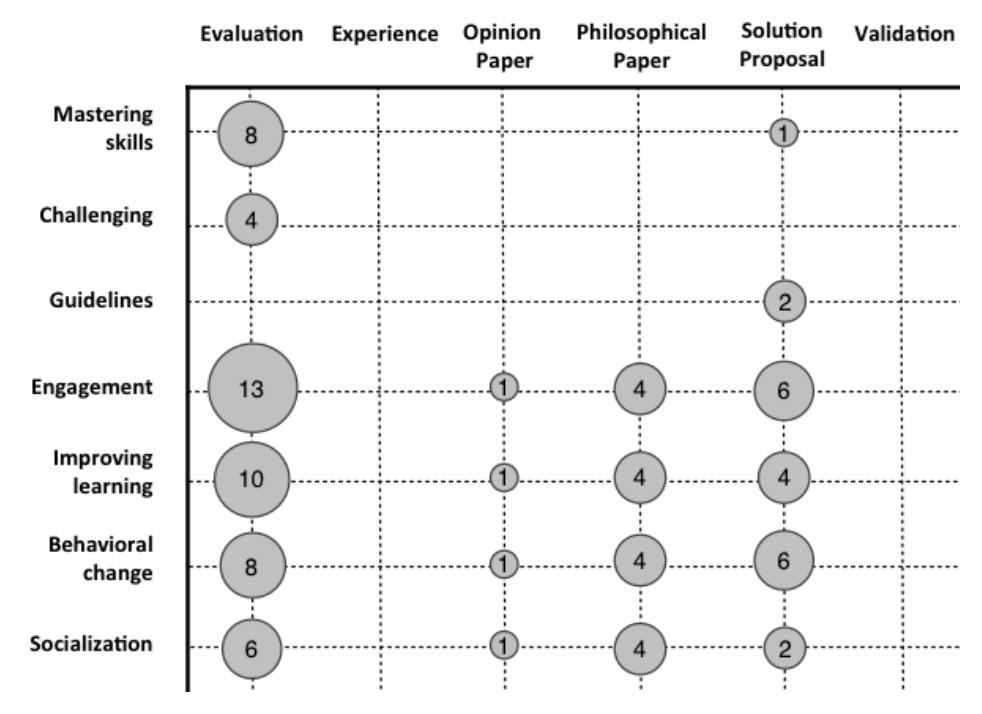 Evaluation Experience Opinion Paper Philosophical Paper Solution Proposal Validation
Mastering skills 8 1
Challenging 4
Guidelines 2
Engagement 13 1 4 6
Improving learning 10 1 4 4
Behavioral change 8 1 4 6
Socialization 6 1 4 2